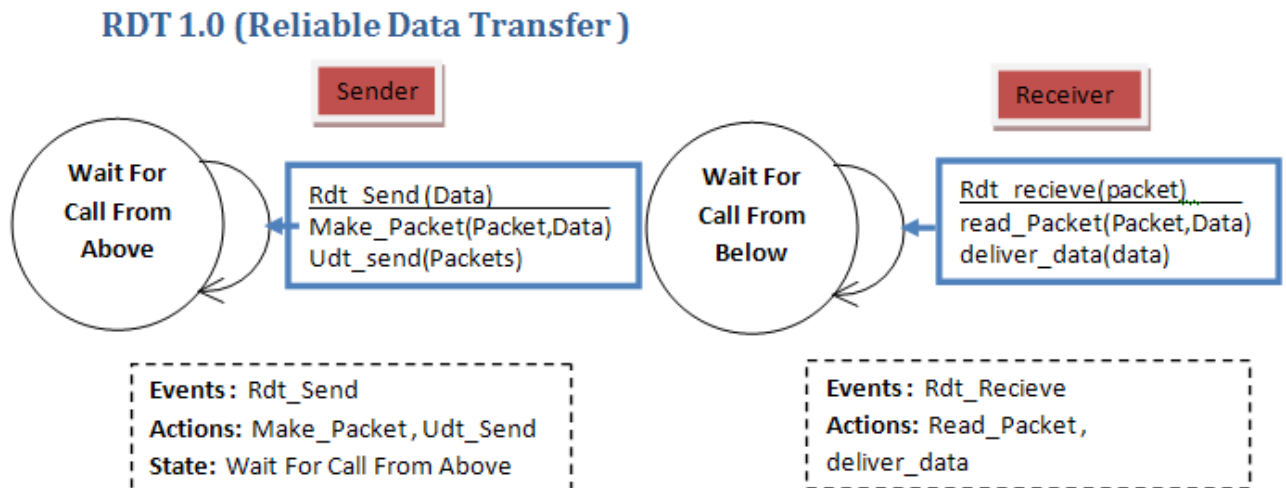 RDT 1.0 (Reliable Data Transfer )
Sender
Wait For
Call From
Above
Rdt_Send (Data)
Make_Packet(Packet,Data)
Udt_send(Packets)
Events : Rdt_Send
Actions: Make_Packet , Udt_Send
State: Wait For Call From Above
Receiver
Wait For
Call From
Below
Rdt_recieve(packet)
read_Packet(Packet,Data)
deliver_data(data)
Events : Rdt_Recieve
Actions: Read_Packet ,
deliver_data